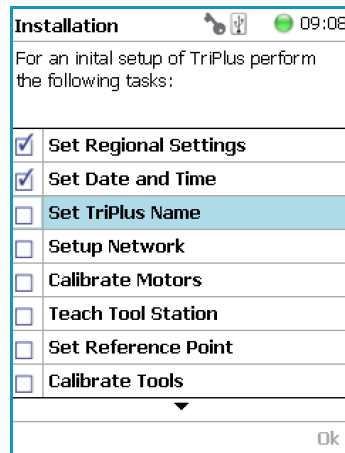 Installation 09:08
For an inital setup of TriPlus perform
the following tasks:
Set Regional Settings
Set Date and Time
Set TriPlus Name
Setup Network
Calibrate Motors
Teach Tool Station
Set Reference Point
Calibrate Tools
Ok